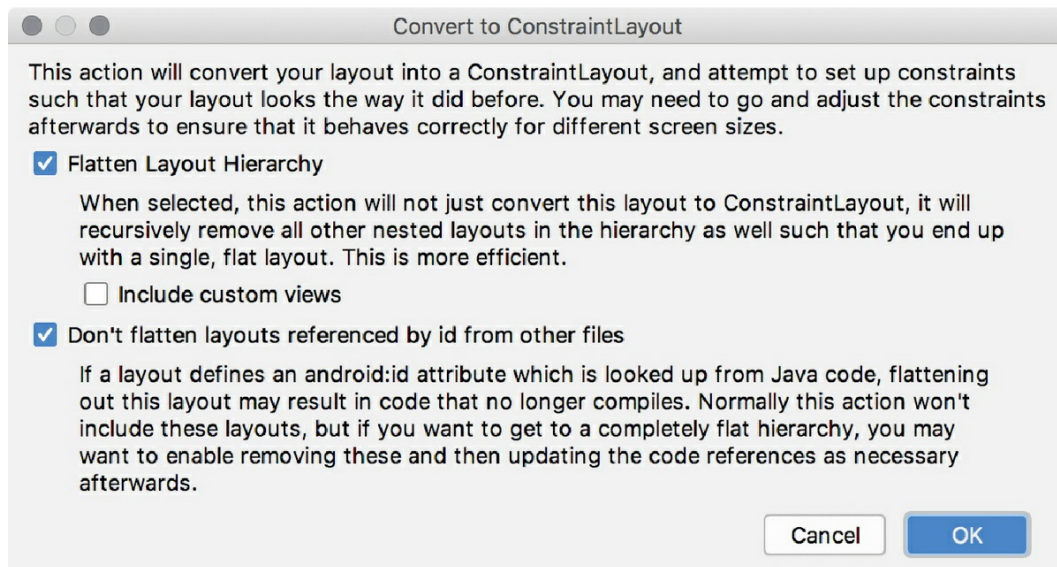 Convert to ConstraintLayout
This action will convert your layout into a ConstraintLayout, and attempt to set up constraints
such that your layout looks the way it did before. You may need to go and adjust the constraints
afterwards to ensure that it behaves correctly for different screen sizes.
Flatten Layout Hierarchy
When selected, this action will not just convert this layout to ConstraintLayout, it will
recursively remove all other nested layouts in the hierarchy as well such that you end up
with a single, flat layout. This is more efficient.
Include custom views
Don't flatten layouts referenced by id from other files
If a layout defines an android:id attribute which is looked up from Java code, flattening
out this layout may result in code that no longer compiles. Normally this action won't
include these layouts, but if you want to get to a completely flat hierarchy, you may
want to enable removing these and then updating the code references as necessary
afterwards.
Cancel OK